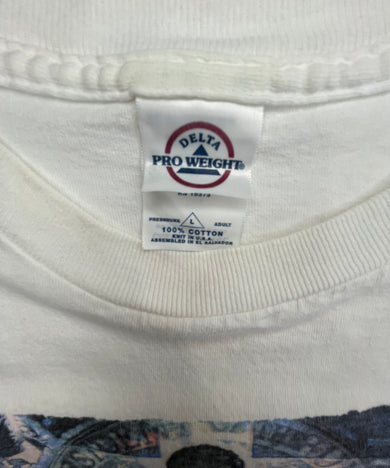 DELTA
PRO WEIGHT®
PRESHRUNK L ADULT
100% COTTON
KNIT IN U.S.A.
ASSEMBLED IN EL SALVADOR